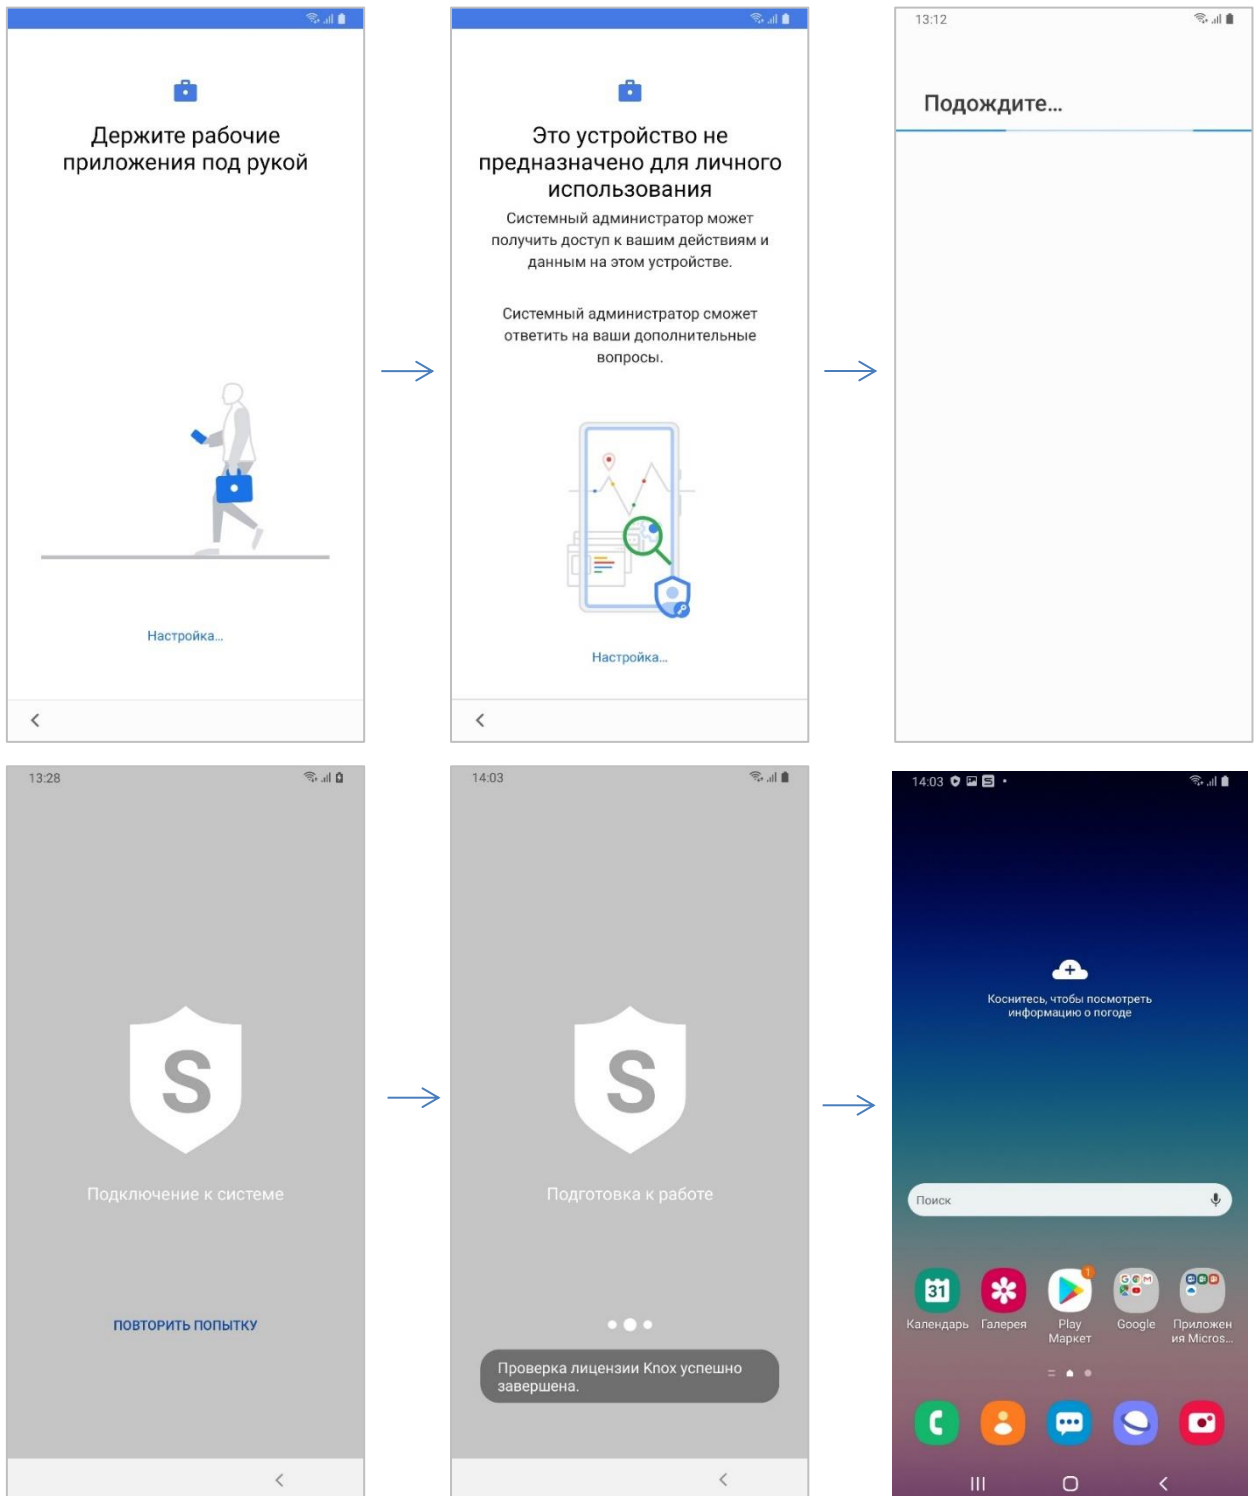 Держите рабочие
приложения под рукой
Настройка...
Это устройство не
предназначено для личного
использования
Системный администратор может
получить доступ к вашим действиям и
данным на этом устройстве.
Системный администратор сможет
ответить на ваши дополнительные
вопросы.
Настройка...
13:12
Подождите...
13:28
S
Подключение к системе
ПОВТОРИТЬ ПОПЫТКУ
14:03
S
Подготовка к работе
Проверка лицензии Knox успешно
завершена.
14:03 S
Коснитесь, чтобы посмотреть
информацию о погоде
Поиск
31
1
Календарь Галерея Play Google Приложен
Маркет ия Micros...